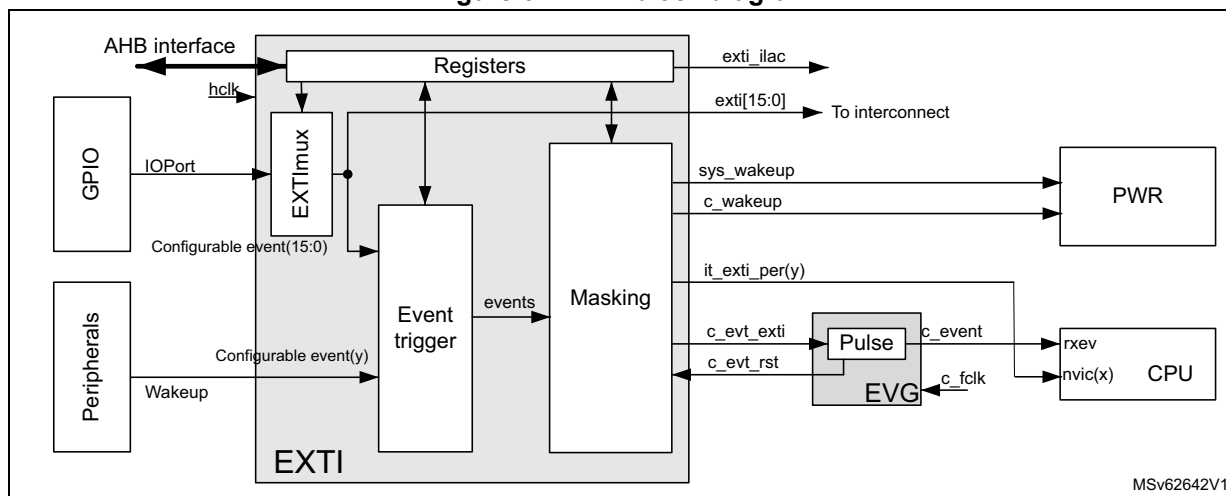 AHB interface
Registers
exti_ilac
hclk
exti[15:0]
To interconnect
GPIO
IOPort
EXTImux
sys_wakeup
c_wakeup
PWR
Configurable event(15:0)
it_exti_per(y)
Masking
events
Event
trigger
Peripherals
Configurable event(y)
Wakeup
c_evt_exti
Pulse
c_event
rxev
c_evt_rst
nvic(x)
CPU
EVG
c_fclk
EXTI
MSv62642V1